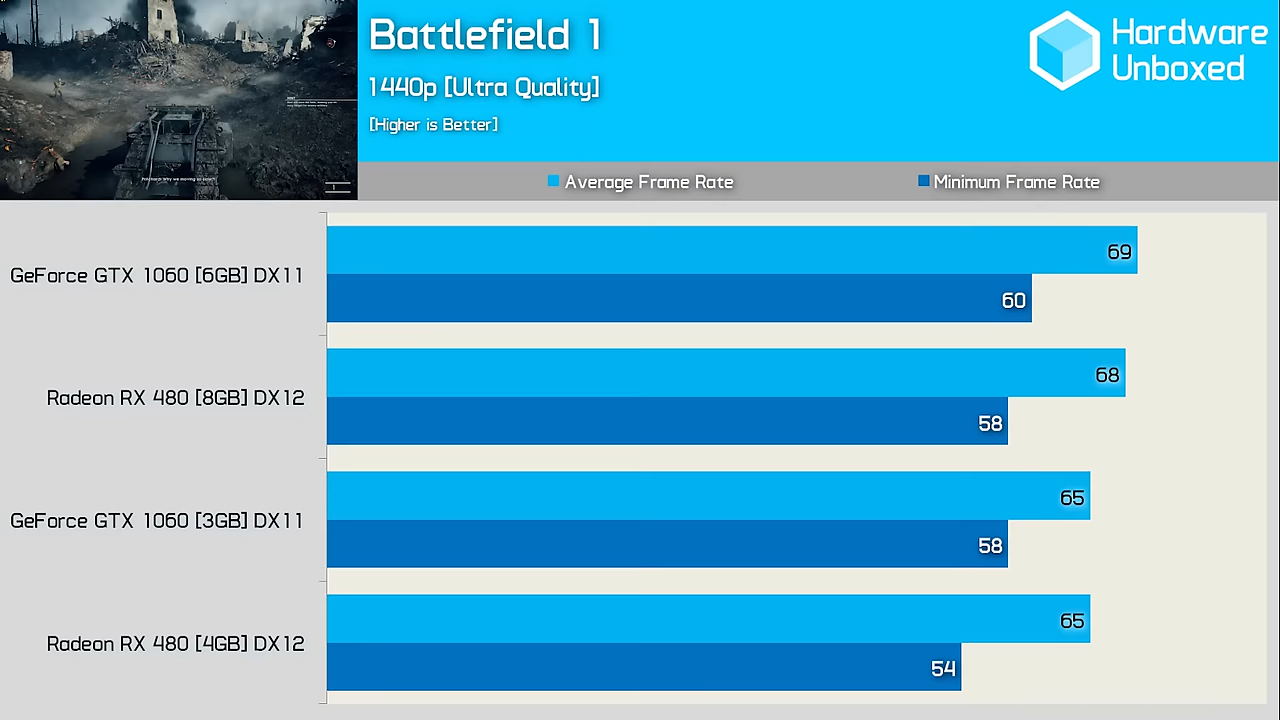 Battlefield 1
1440p [Ultra Quality]
[Higher is Better]
Hardware
Unboxed
Average Frame Rate
Minimum Frame Rate
GeForce GTX 1060 [6GB] DX11
69
60
Radeon RX 480 [8GB] DX12
68
58
GeForce GTX 1060 [3GB] DX11
65
58
Radeon RX 480 [4GB] DX12
65
54